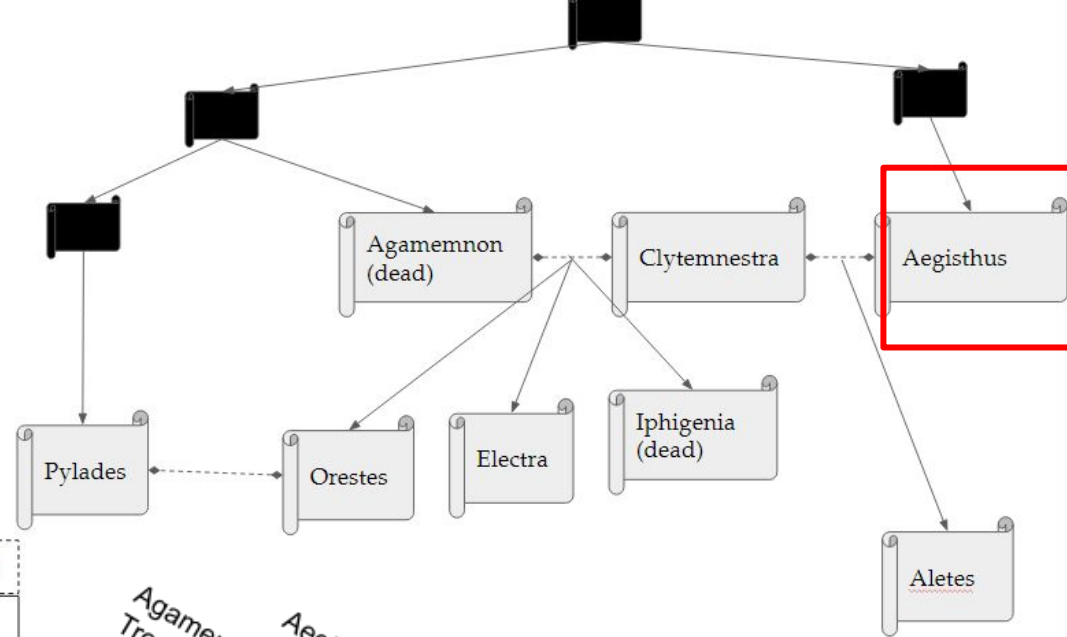 Agamemnon
(dead)
Clytemnestra
Aegisthus
Pylades
Orestes
Electra
Iphigenia
(dead)
Aletes